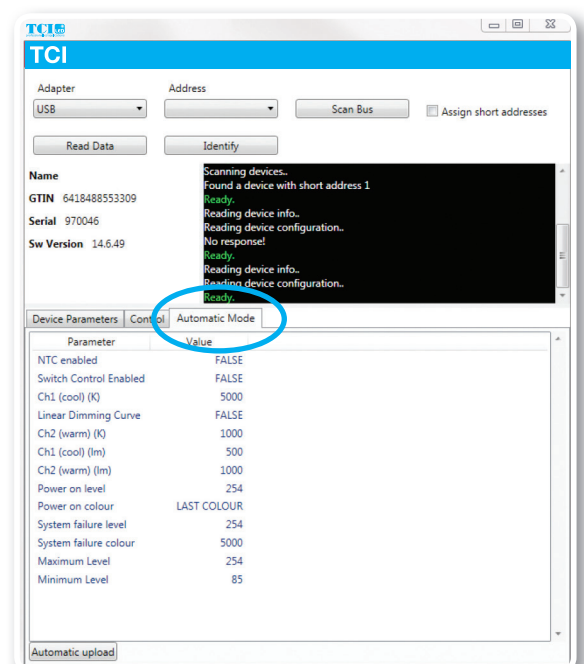 TCI
TCI
Adapter Address
USB Scan Bus Assign short addresses
Read Data Identify
Name
GTIN 6418488553309
Serial 970046
Sw Version 14.6.49
Scanning devices..
Found a device with short address 1
Ready.
Reading device info..
Reading device configuration..
No response!
Ready.
Reading device info..
Reading device configuration..
Ready.
Device Parameters Control Automatic Mode
Parameter Value
NTC enabled FALSE
Switch Control Enabled FALSE
Ch1 (cool) (K) 5000
Linear Dimming Curve FALSE
Ch2 (warm) (K) 1000
Ch1 (cool) (lm) 500
Ch2 (warm) (lm) 1000
Power on level 254
Power on colour LAST COLOUR
System failure level 254
System failure colour 5000
Maximum Level 254
Minimum Level 85
Automatic upload